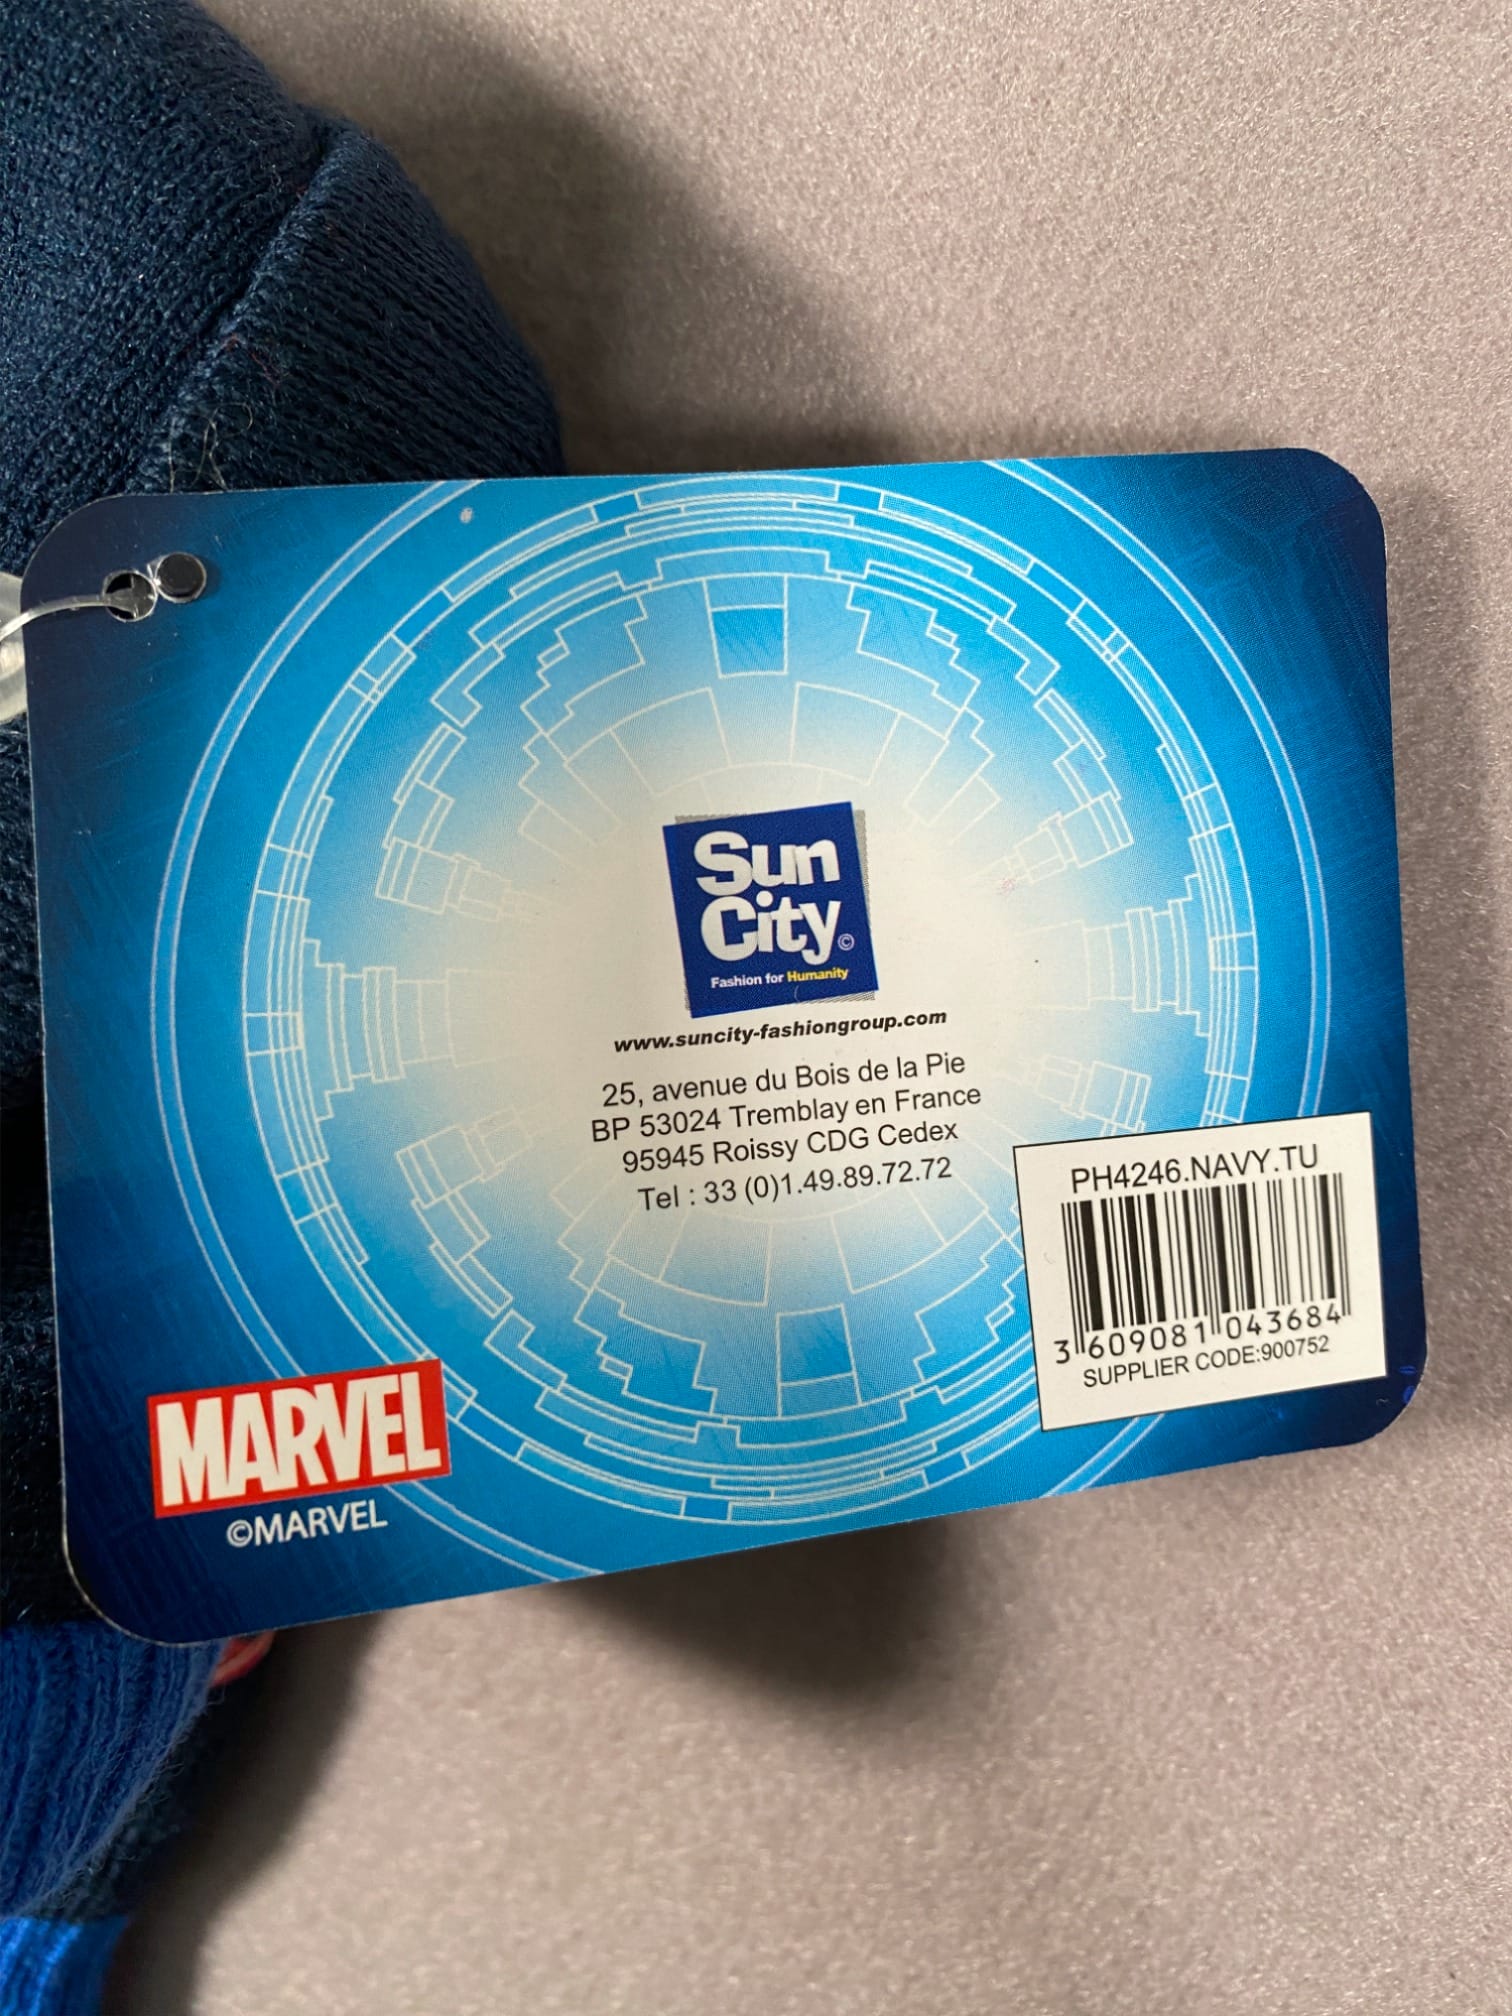 Sun
City©
Fashion for Humanity
www.suncity-fashiongroup.com
25, avenue du Bois de la Pie
BP 53024 Tremblay en France
95945 Roissy CDG Cedex
Tel : 33 (0)1.49.89.72.72
PH4246.NAVY.TU
3 609081 043684
SUPPLIER CODE:900752
MARVEL
©MARVEL